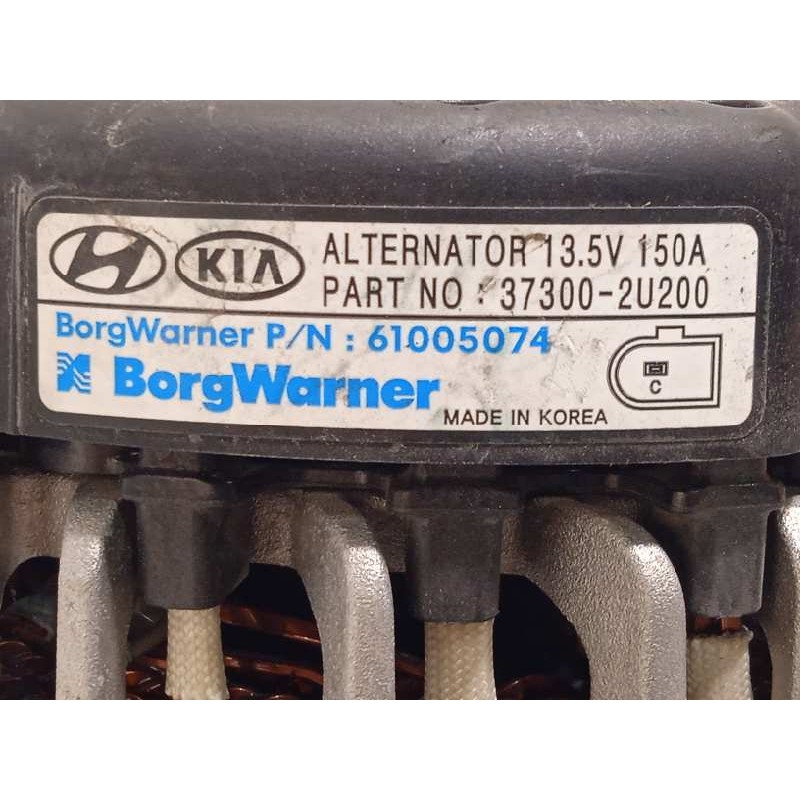 KIA
ALTERNATOR 13.5V 150A
PART NO : 37300-2U200
BorgWarner P/N : 61005074
BorgWarner
C
MADE IN KOREA